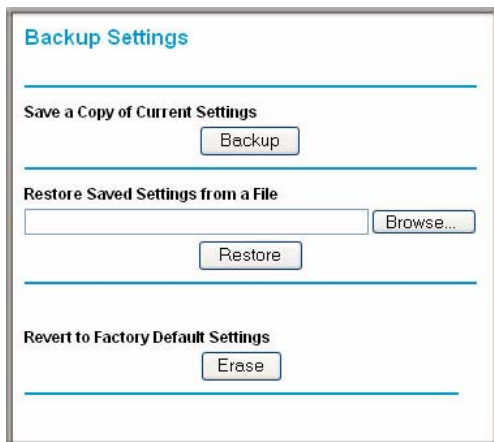 Backup Settings
Save a Copy of Current Settings
Backup
Restore Saved Settings from a File
Browse...
Restore
Revert to Factory Default Settings
Erase